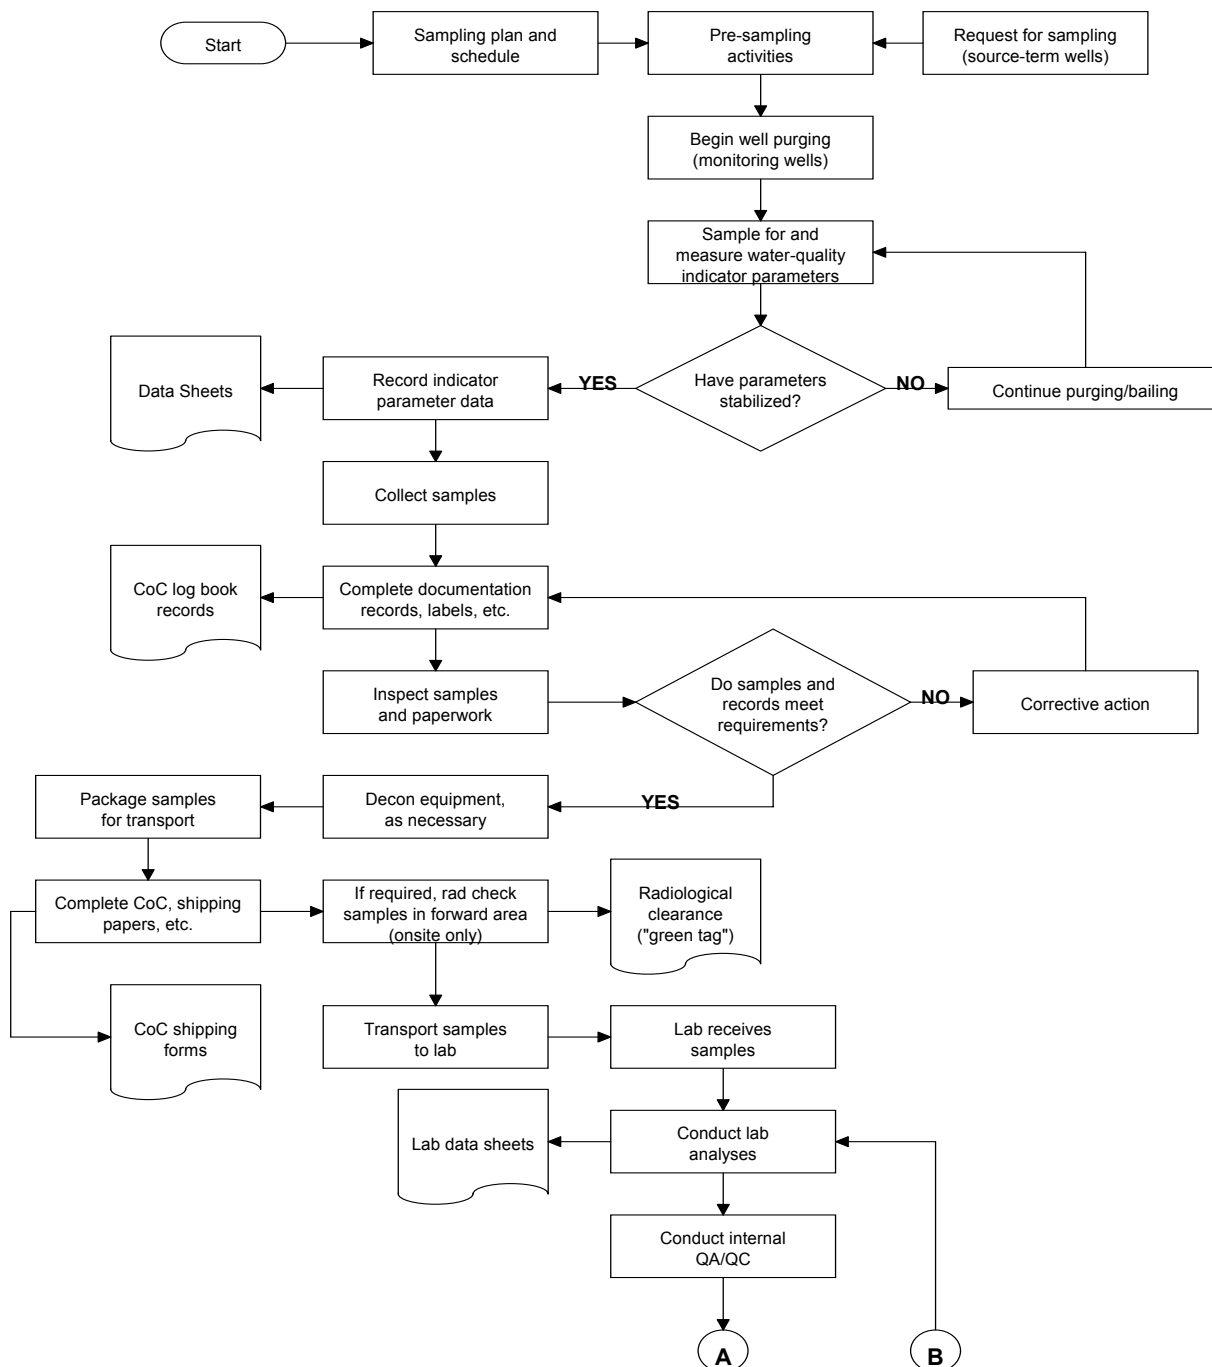 Start
Sampling plan and
schedule
Pre-sampling
activities
Request for sampling
(source-term wells)
Begin well purging
(monitoring wells)
Sample for and
measure water-quality
indicator parameters
Data Sheets
Record indicator
parameter data
YES
Have parameters
stabilized?
NO
Continue purging/bailing
Collect samples
CoC log book
records
Complete documentation
records, labels, etc.
Inspect samples
and paperwork
Do samples and
records meet
requirements?
NO
Corrective action
Package samples
for transport
Decon equipment,
as necessary
YES
Complete CoC, shipping
papers, etc.
If required, rad check
samples in forward area
(onsite only)
Radiological
clearance
("green tag")
CoC shipping
forms
Transport samples
to lab
Lab receives
samples
Lab data sheets
Conduct lab
analyses
Conduct internal
QA/QC
A
B